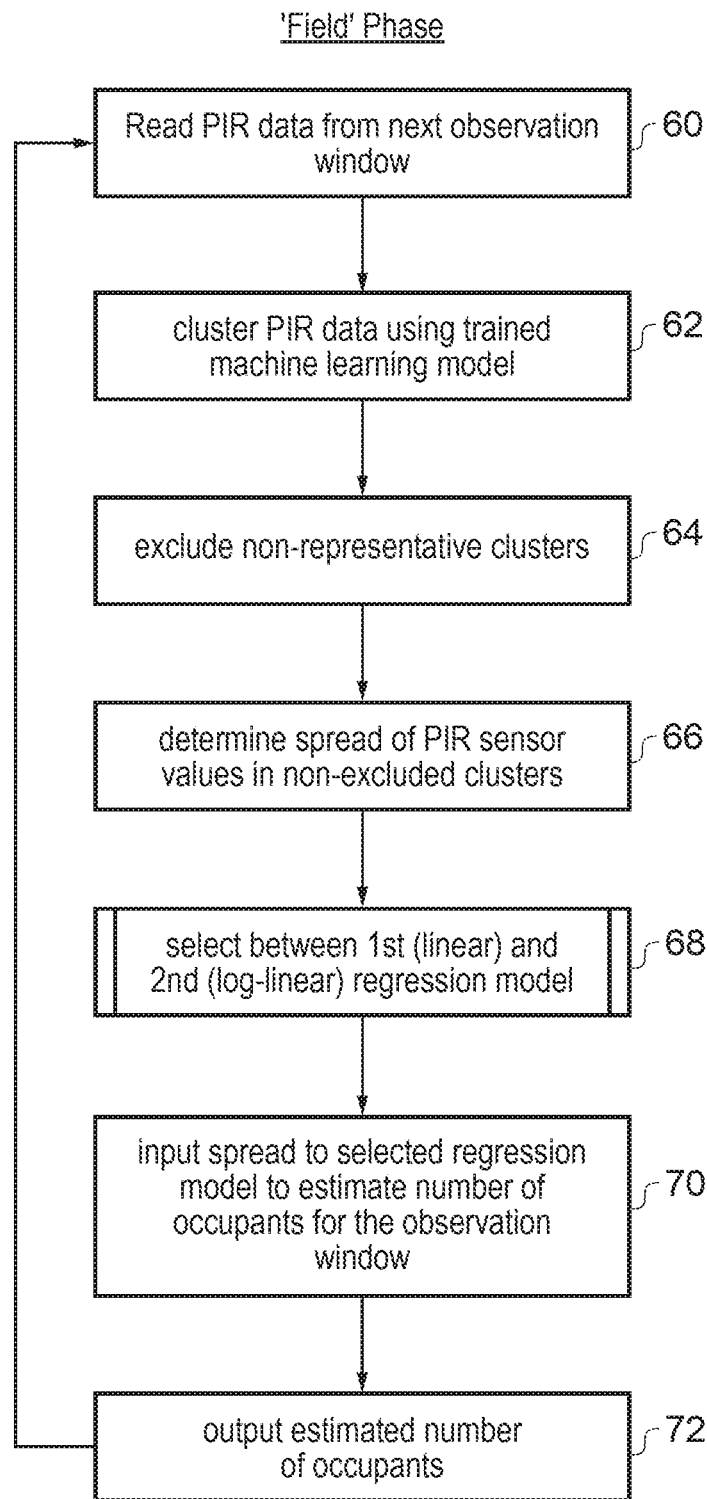 'Field' Phase
Read PIR data from next observation
window
60
cluster PIR data using trained
machine learning model
62
exclude non-representative clusters
64
determine spread of PIR sensor
values in non-excluded clusters
66
select between 1st (linear) and
2nd (log-linear) regression model
68
input spread to selected regression
model to estimate number of
occupants for the observation
window
70
output estimated number
of occupants
72